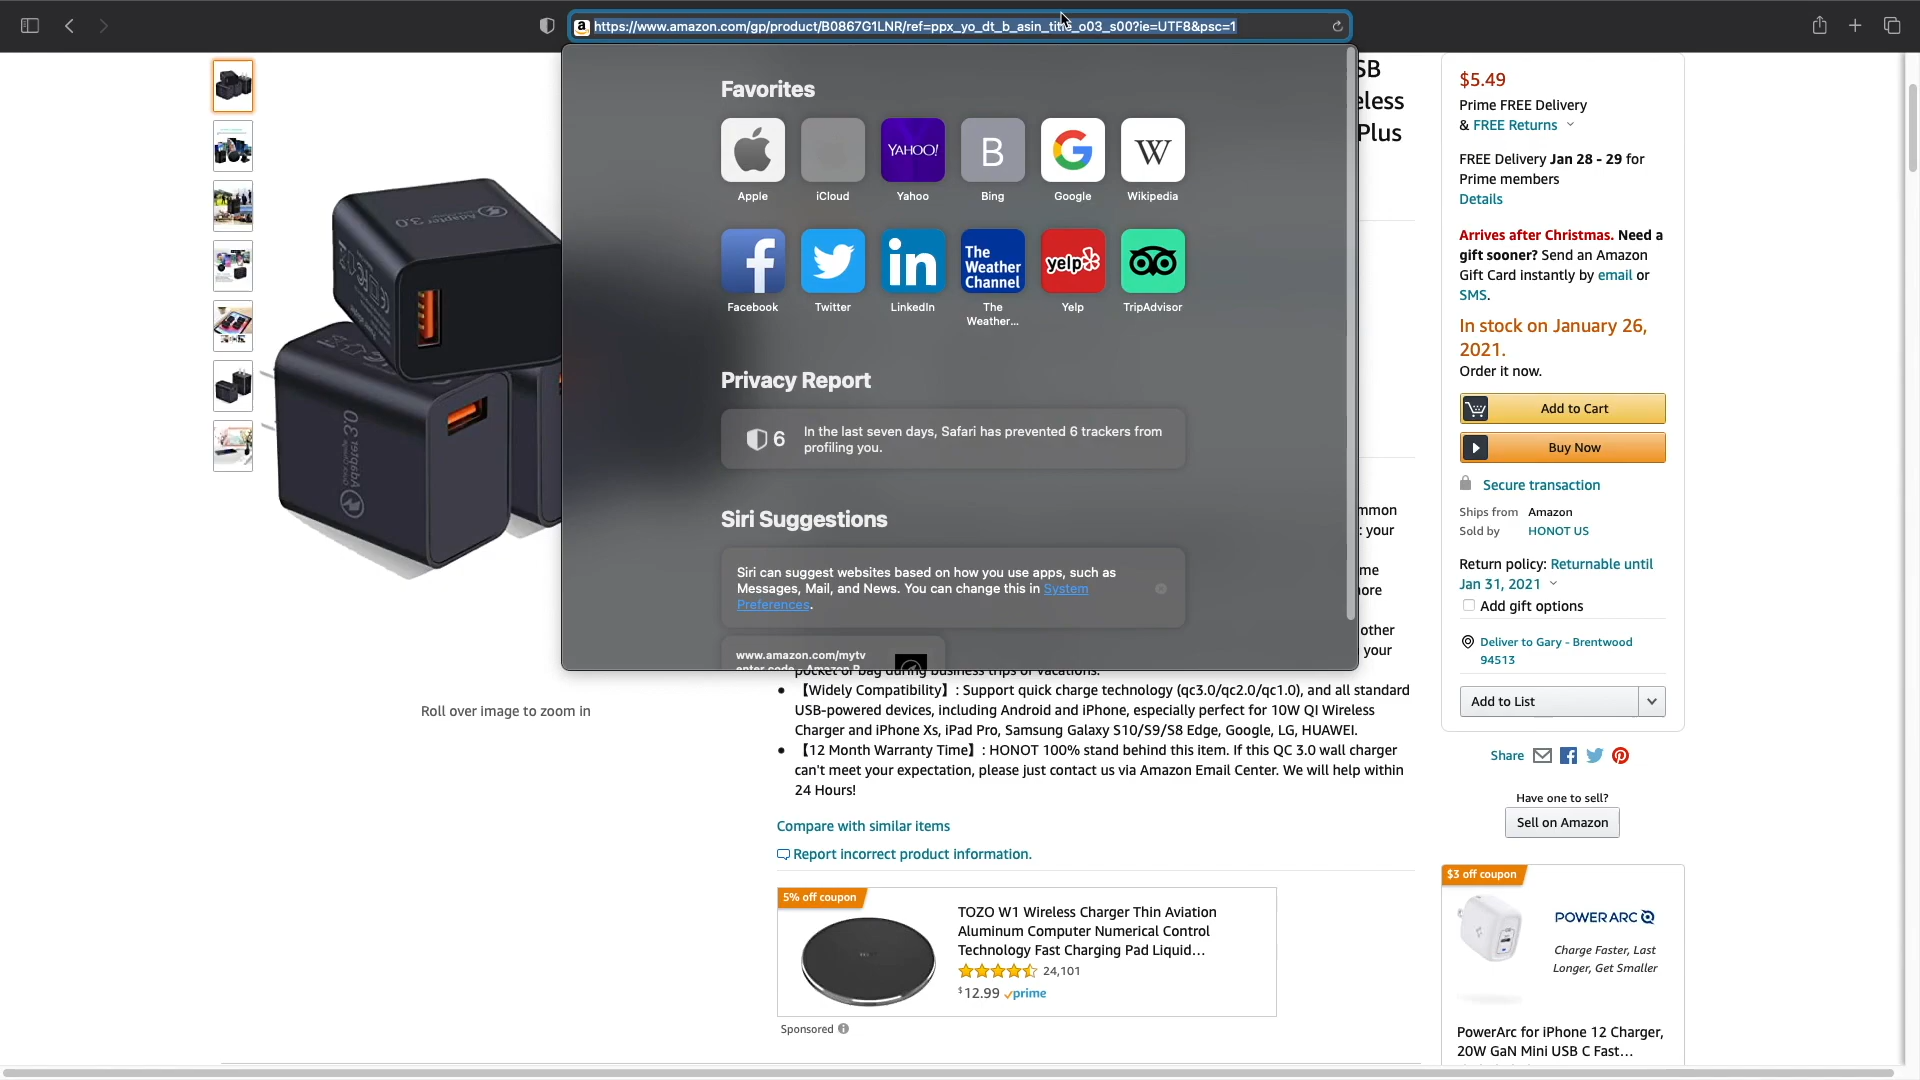 https://www.amazon.com/gp/product/B0867G1LNR/ref=ppx_yo_dt_b_asin_title_o03_s00?ie=UTF8&psc=1
Favorites
YAHOO!
B
W
Apple
iCloud
Yahoo
Bing
Google
Wikipedia
The
Weather
Channel
yelp
Facebook
Twitter
LinkedIn
The
Weather...
Yelp
TripAdvisor
Privacy Report
6
In the last seven days, Safari has prevented 6 trackers from
profiling you.
Siri Suggestions
Siri can suggest websites based on how you use apps, such as
Messages, Mail, and News. You can change this in System
Preferences.
www.amazon.com/mytv
Adapter 3.0
Adapter 3.0
Roll over image to zoom in
SB
eless
Plus
mmon
: your
me
ore
other
your
pocket or bag during business trips or vacations.
• 【Widely Compatibility】: Support quick charge technology (qc3.0/qc2.0/qc1.0), and all standard
USB-powered devices, including Android and iPhone, especially perfect for 10W QI Wireless
Charger and iPhone Xs, iPad Pro, Samsung Galaxy S10/S9/S8 Edge, Google, LG, HUAWEI.
• 【12 Month Warranty Time】: HONOT 100% stand behind this item. If this QC 3.0 wall charger
can't meet your expectation, please just contact us via Amazon Email Center. We will help within
24 Hours!
Compare with similar items
Report incorrect product information.
5% off coupon
TOZO W1 Wireless Charger Thin Aviation
Aluminum Computer Numerical Control
Technology Fast Charging Pad Liquid...
24,101
$12.99 prime
Sponsored
$5.49
Prime FREE Delivery
& FREE Returns
FREE Delivery Jan 28 - 29 for
Prime members
Details
Arrives after Christmas. Need a
gift sooner? Send an Amazon
Gift Card instantly by email or
SMS.
In stock on January 26,
2021.
Order it now.
Add to Cart
Buy Now
Secure transaction
Ships from Amazon
Sold by HONOT US
Return policy: Returnable until
Jan 31, 2021
Add gift options
Deliver to Gary - Brentwood
94513
Add to List
Share
Have one to sell?
Sell on Amazon
$3 off coupon
POWERARC
Charge Faster, Last
Longer, Get Smaller
PowerArc for iPhone 12 Charger,
20W GaN Mini USB C Fast...